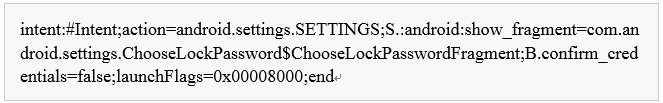 intent:#Intent;action=android.settings.SETTINGS;S.:android:show_fragment=com.an
droid.settings.ChooseLockPassword$ChooseLockPasswordFragment;B.confirm_cred
entials=false;launchFlags=0x00008000;end↵